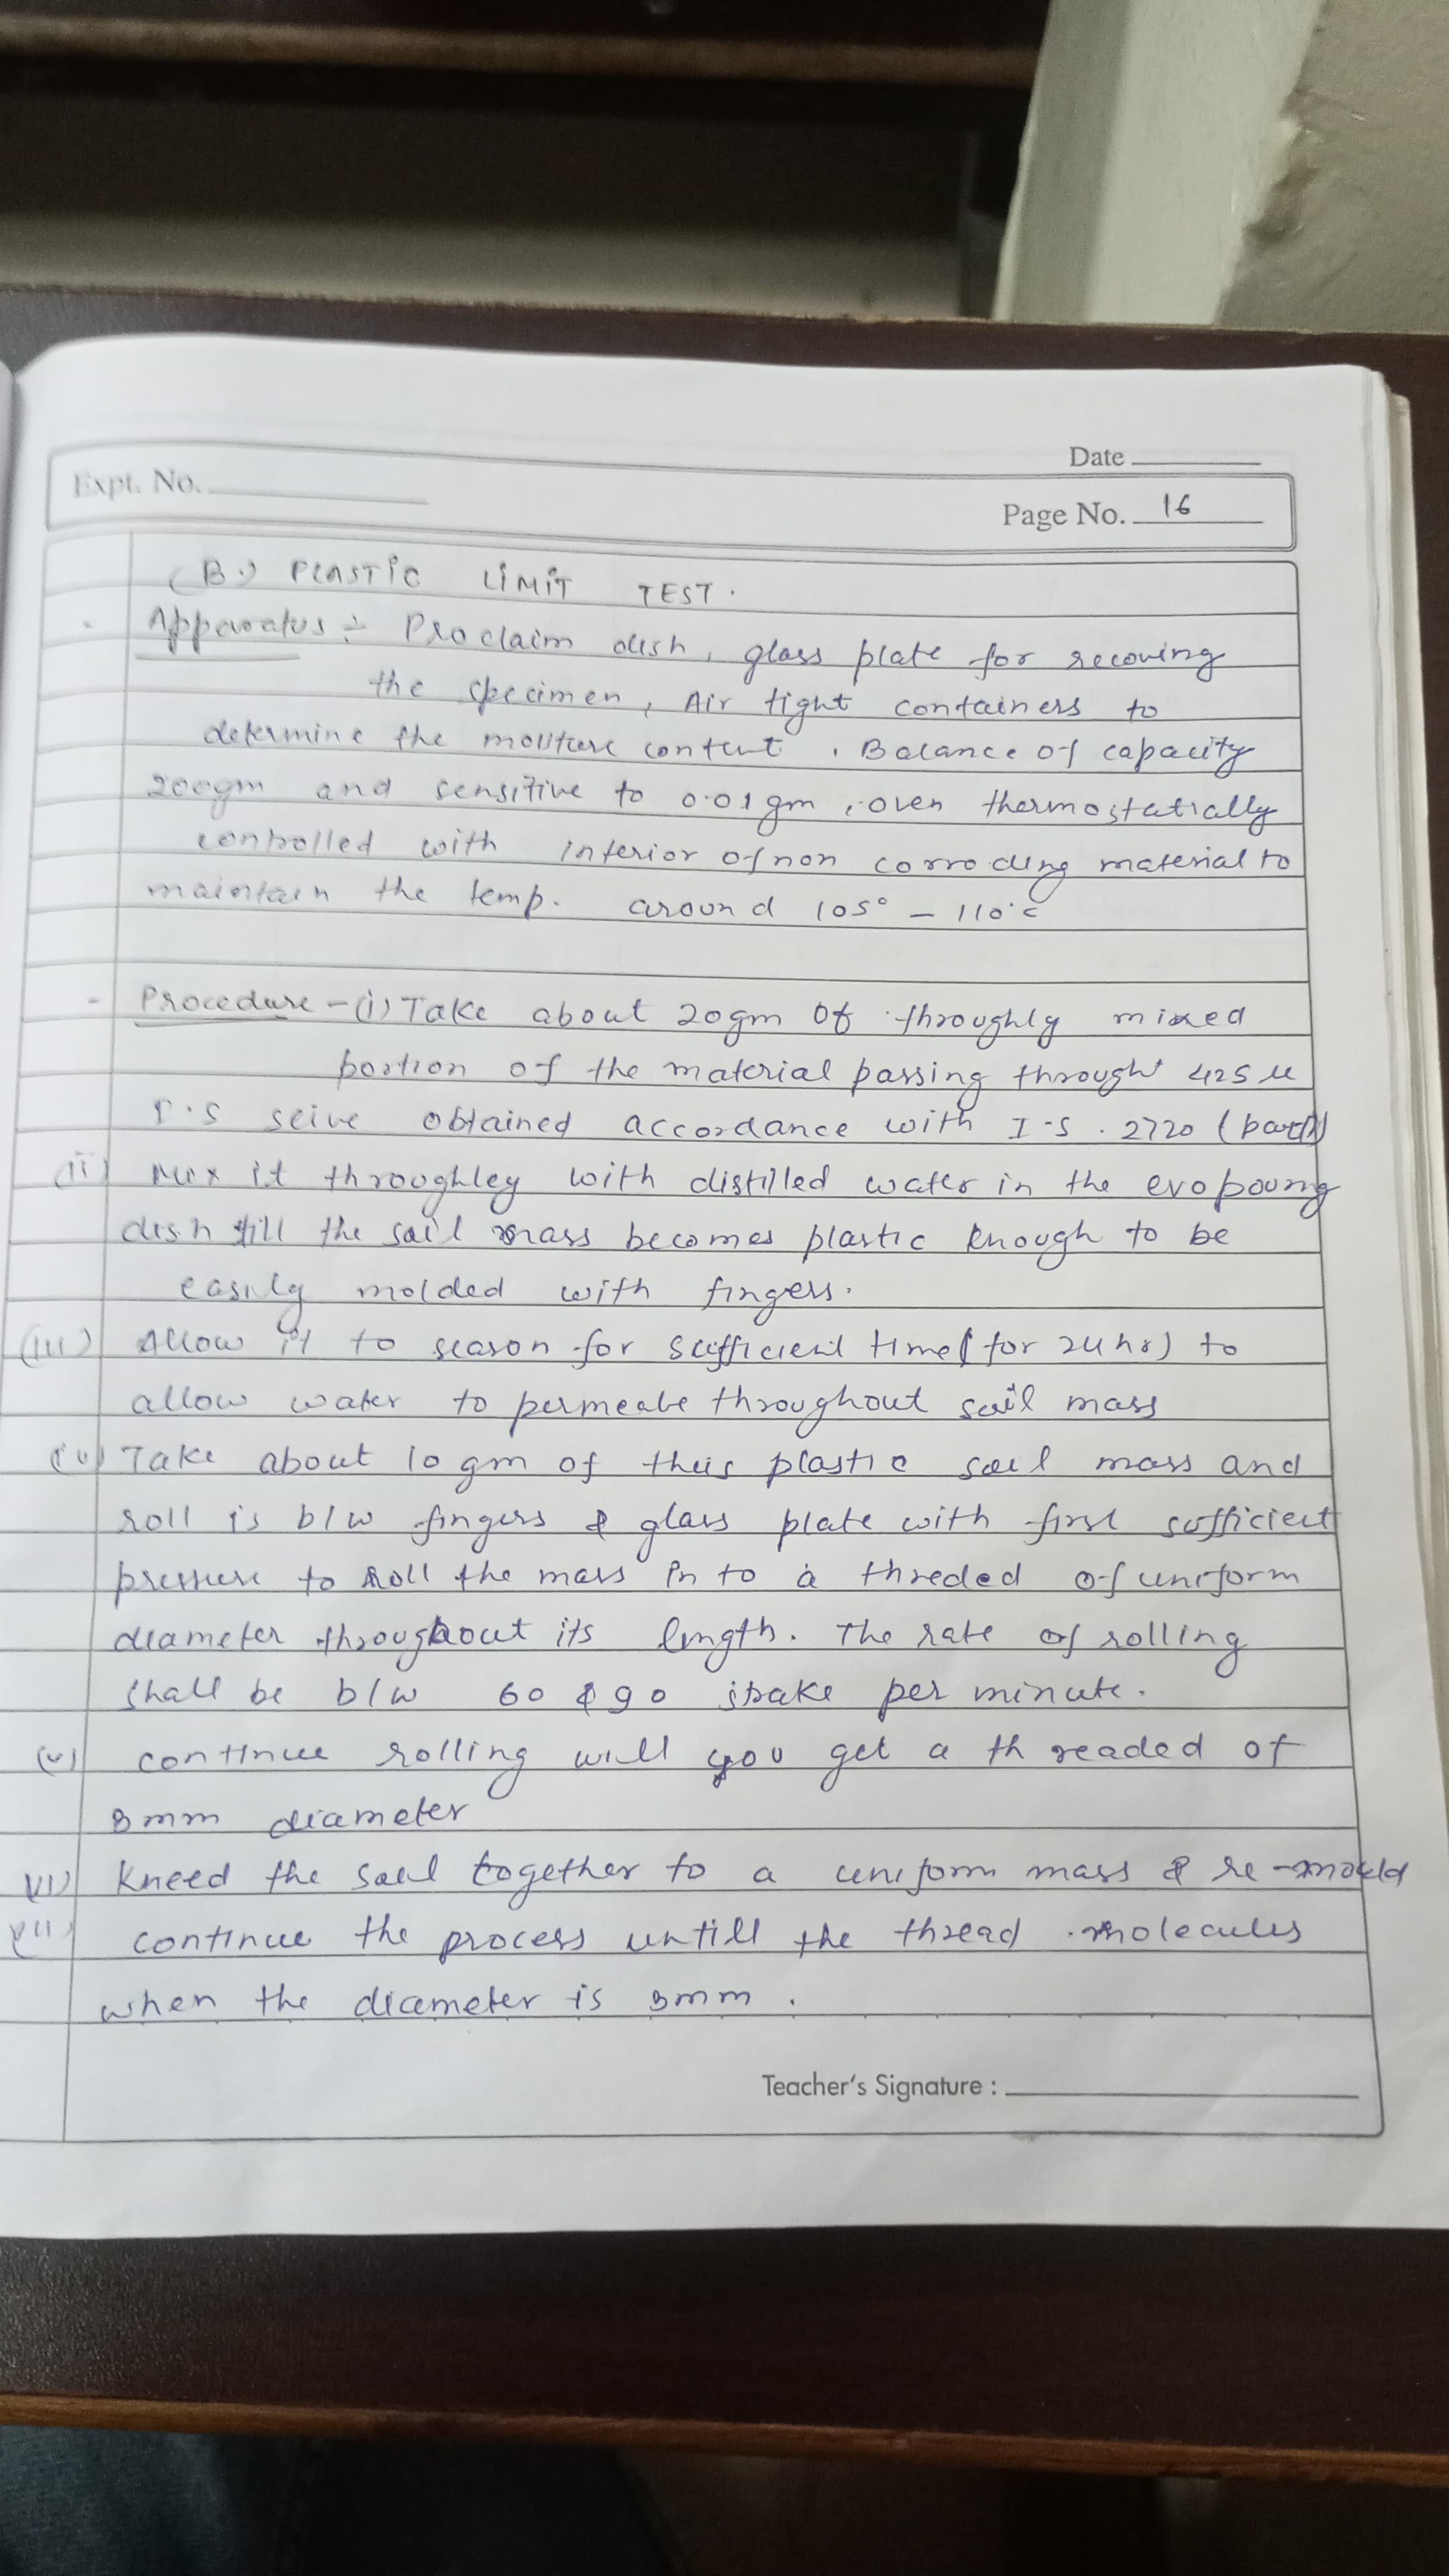 Date
Expt. No.
Page No. 16
(B.) PLASTIC LIMIT TEST.
Apparatus ÷ Proclaim dish, glass plate for recoving
the specimen, Air tight containers to
determine the moliture content. Balance of capacity
200gm and sensitive to 0.01gm, oven thermostatially
controlled with interior of non corroding material to
maintain the temp. around 105° - 110°c
Procedure - (i) Take about 20gm of throughly mixed
portion of the material passing through 425 u
I.S seive obtained accordance with I.S. 2720 (part
(ii) Mix it throughley with distilled water in the evopouring
dish till the soil mass becomes plastic enough to be
easily molded with fingers.
(iii) Allow it to season for sufficient time (for 24hr) to
allow water to permeate throughout soil mass
(iv) Take about 10 gm of this plastic soil mass and
roll is b/w fingers & glass plate with first sufficient
pressure to roll the mass in to a threded of uniform
diameter throughout its length. The rate of rolling
shall be b/w 60 & 90 per minute.
(v) continue rolling will you get a threaded of
3mm diameter
vi) Kneed the soil together to a uniform mass & re-mould
vii) continue the process untill the thread molecules
when the diameter is 3mm.
Teacher's Signature :